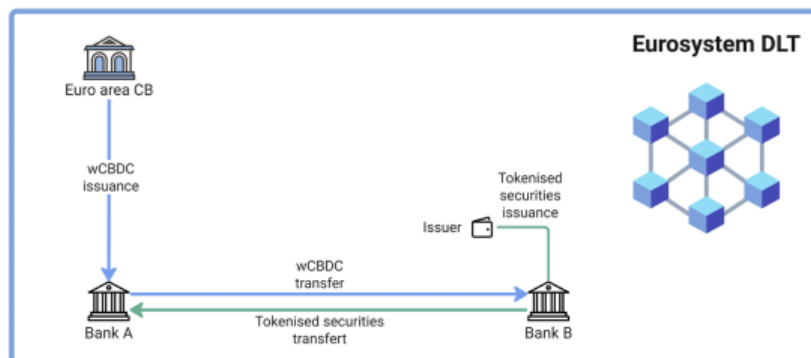 Eurosystem DLT
Euro area CB
wCBDC
issuance
Tokenised
securities
issuance
Issuer
wCBDC
transfer
Bank A
Tokenised securities
transfert
Bank B